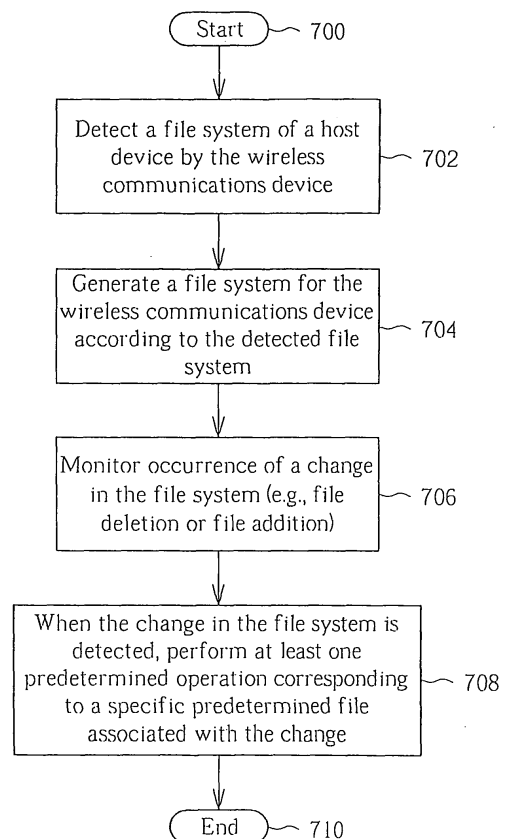 Start
700
Detect a file system of a host
device by the wireless
communications device
702
Generate a file system for the
wireless communications device
according to the detected file
system
704
Monitor occurrence of a change
in the file system (e.g., file
deletion or file addition)
706
When the change in the file system is
detected, perform at least one
predetermined operation corresponding
to a specific predetermined file
associated with the change
708
End
710